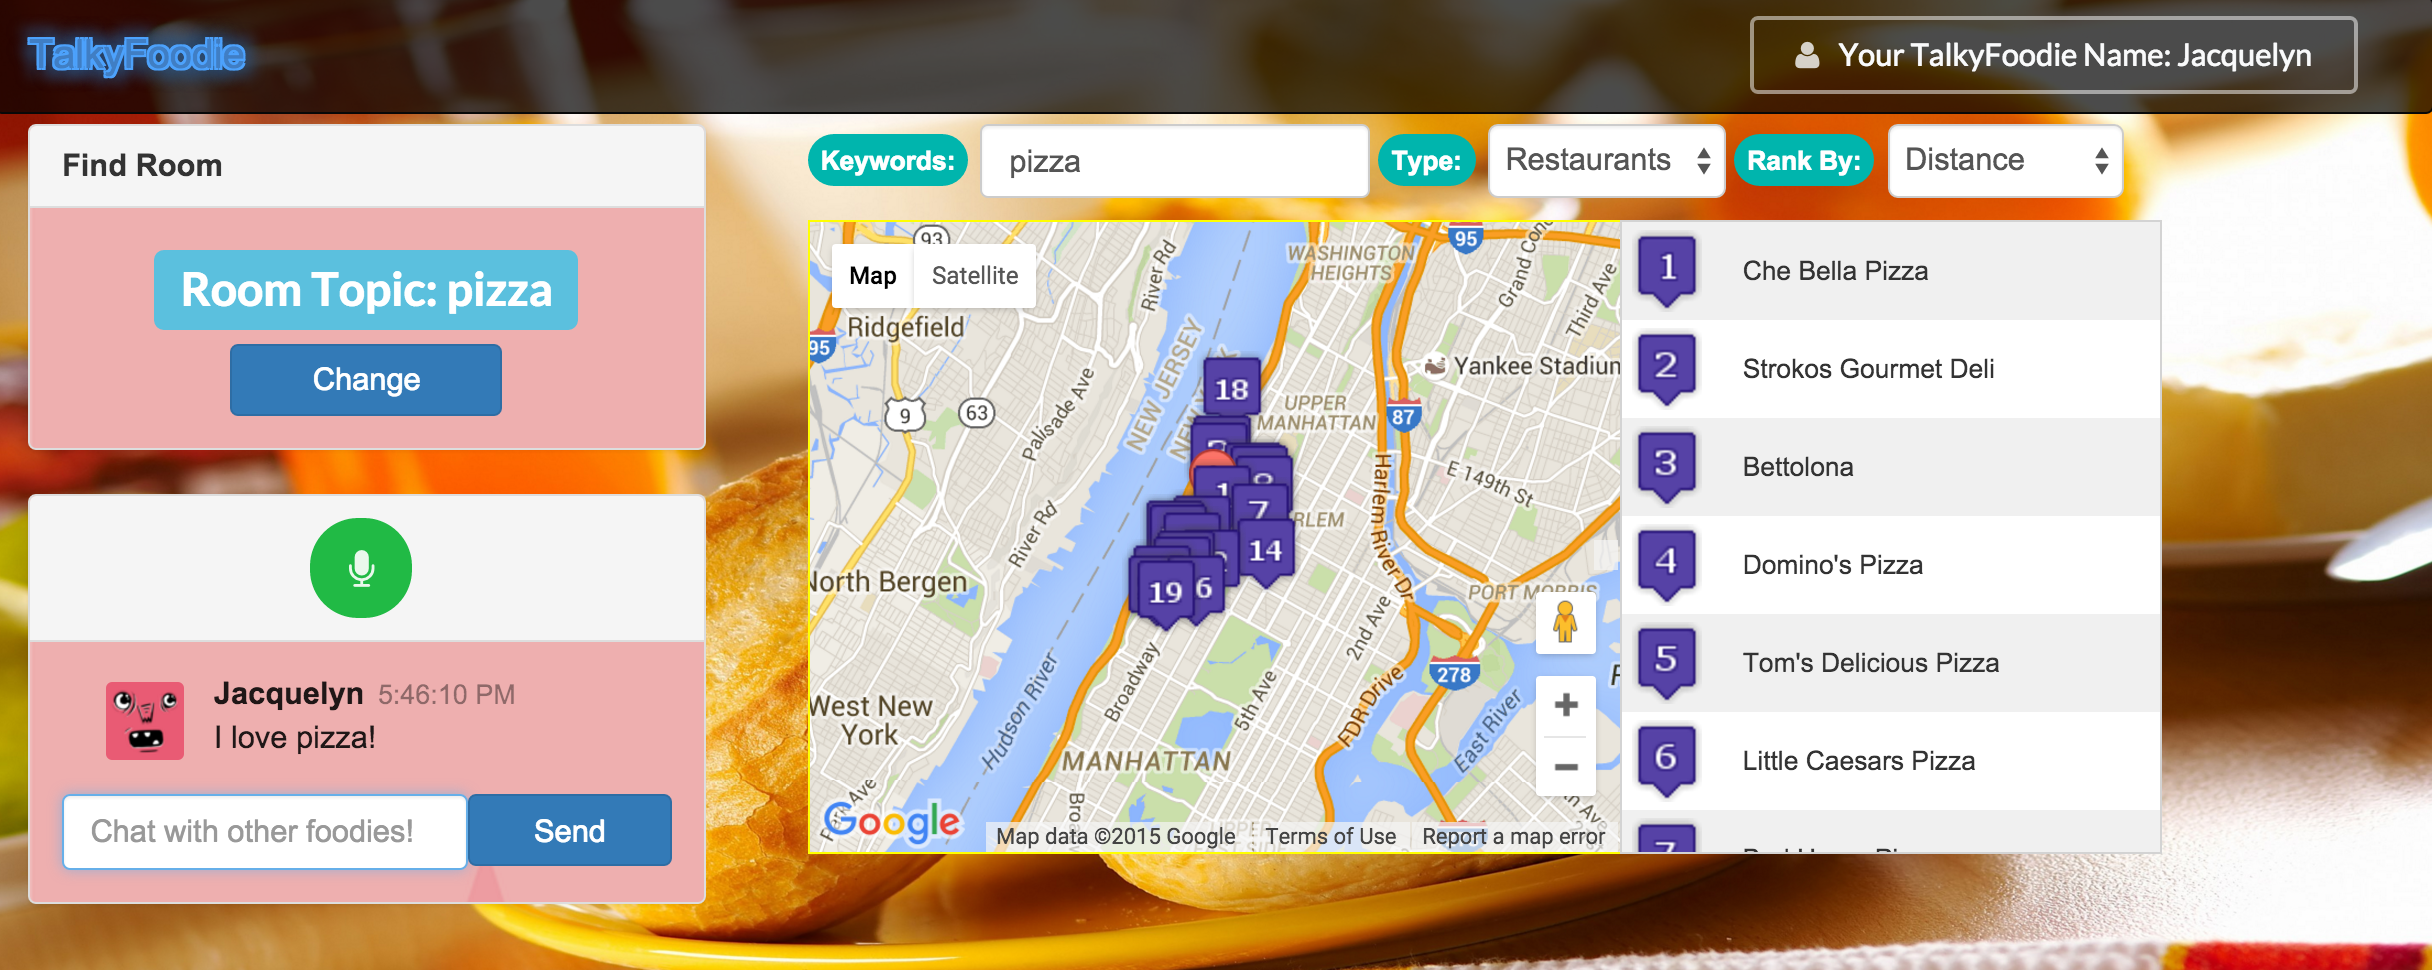 TalkyFoodie
Your TalkyFoodie Name: Jacquelyn
Find Room
Room Topic: pizza
Change
Jacquelyn 5:46:10 PM
I love pizza!
Chat with other foodies!
Send
Keywords:
pizza
Type:
Restaurants
Rank By:
Distance
Map
Satellite
93
95
WASHINGTON
HEIGHTS
Third Ave
River Rd
Ridgefield
95
Palisade Ave
NEW JERSEY
Yankee Stadium
18
UPPER
MANHATTAN
87
9
63
1
7
14
E 149th St
Harlem River Dr
River Rd
North Bergen
19
6
PORT MORRIS
2nd Ave
278
Broadway
5th Ave
FDR Drive
East River
Hudson River
West New
York
MANHATTAN
Google
Map data ©2015 Google
Terms of Use
Report a map error
1 Che Bella Pizza
2 Strokos Gourmet Deli
3 Bettolona
4 Domino's Pizza
5 Tom's Delicious Pizza
6 Little Caesars Pizza
7